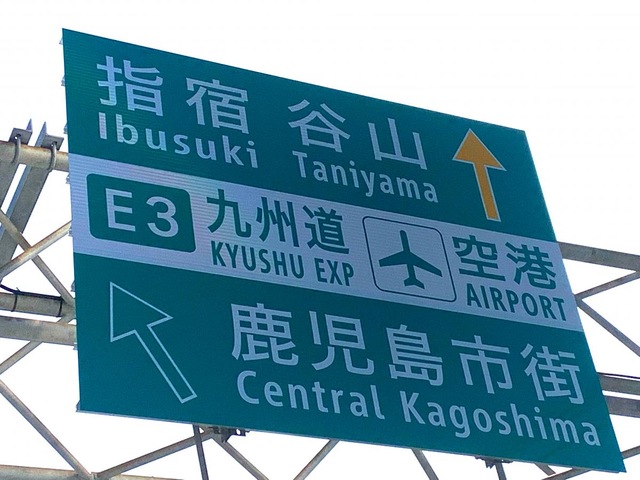 指宿 谷山
Ibusuki Taniyama
E3 九州道 空港
KYUSHU EXP AIRPORT
鹿児島市街
Central Kagoshima